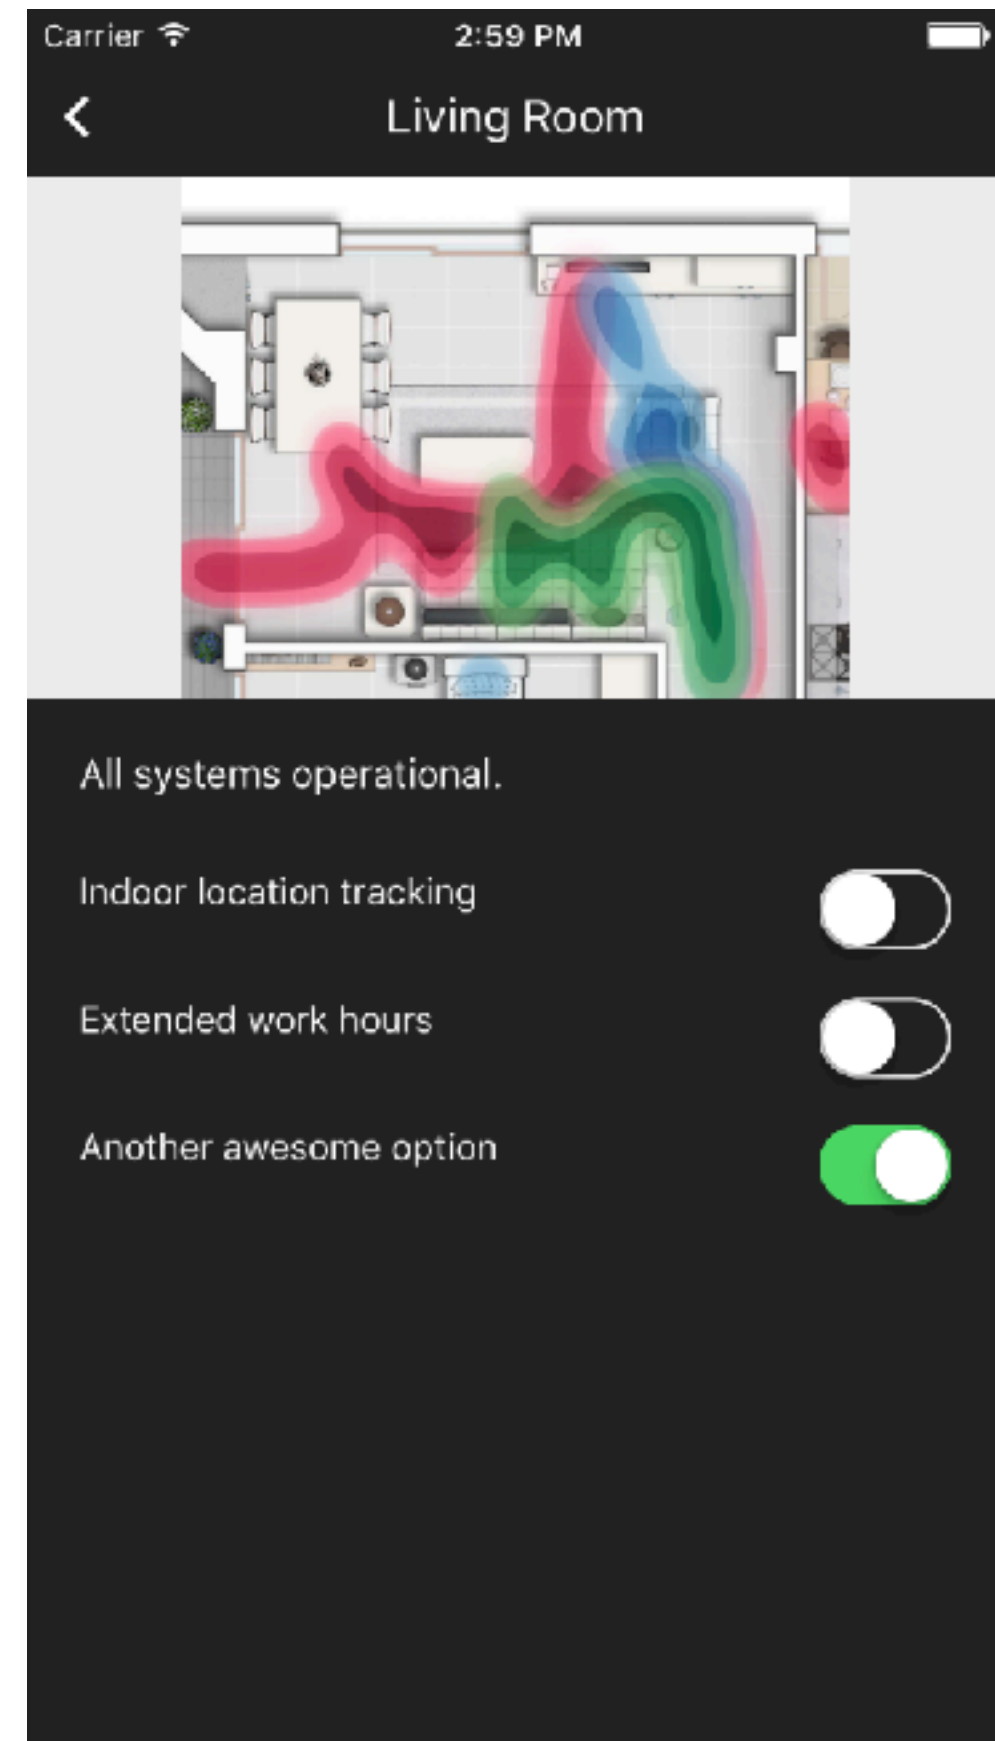 Carrier
2:59 PM
Living Room
All systems operational.
Indoor location tracking
Extended work hours
Another awesome option